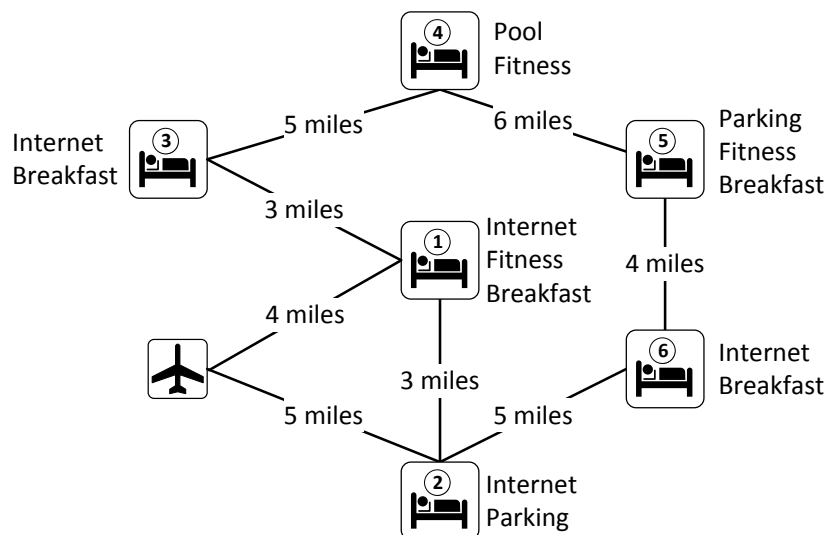 4
Pool
Fitness
5 miles
6 miles
Internet
Breakfast
3
5
Parking
Fitness
Breakfast
3 miles
1
Internet
Fitness
Breakfast
4 miles
4 miles
6
Internet
Breakfast
3 miles
5 miles
5 miles
2
Internet
Parking